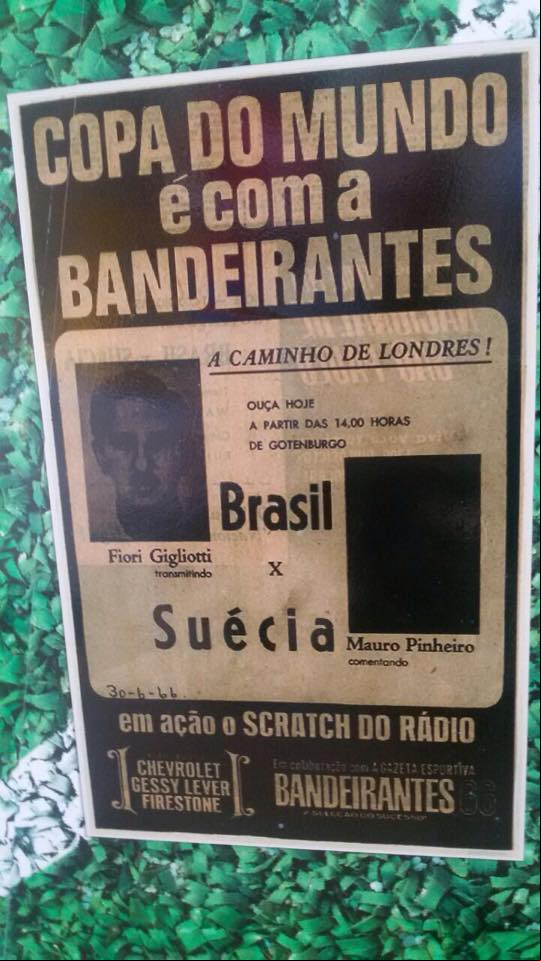 COPA DO MUNDO
é com a
BANDEIRANTES
A CAMINHO DE LONDRES!
OUÇA HOJE
A PARTIR DAS 14,00 HORAS
DE GOTENBURGO
Brasil
x
Suécia
Fiori Gigliotti
transmitindo
Mauro Pinheiro
comentando
30-6-66.
em ação o SCRATCH DO RÁDIO
CHEVROLET
GESSY LEVER
FIRESTONE
Em colaboração com A GAZETA ESPORTIVA
BANDEIRANTES 66